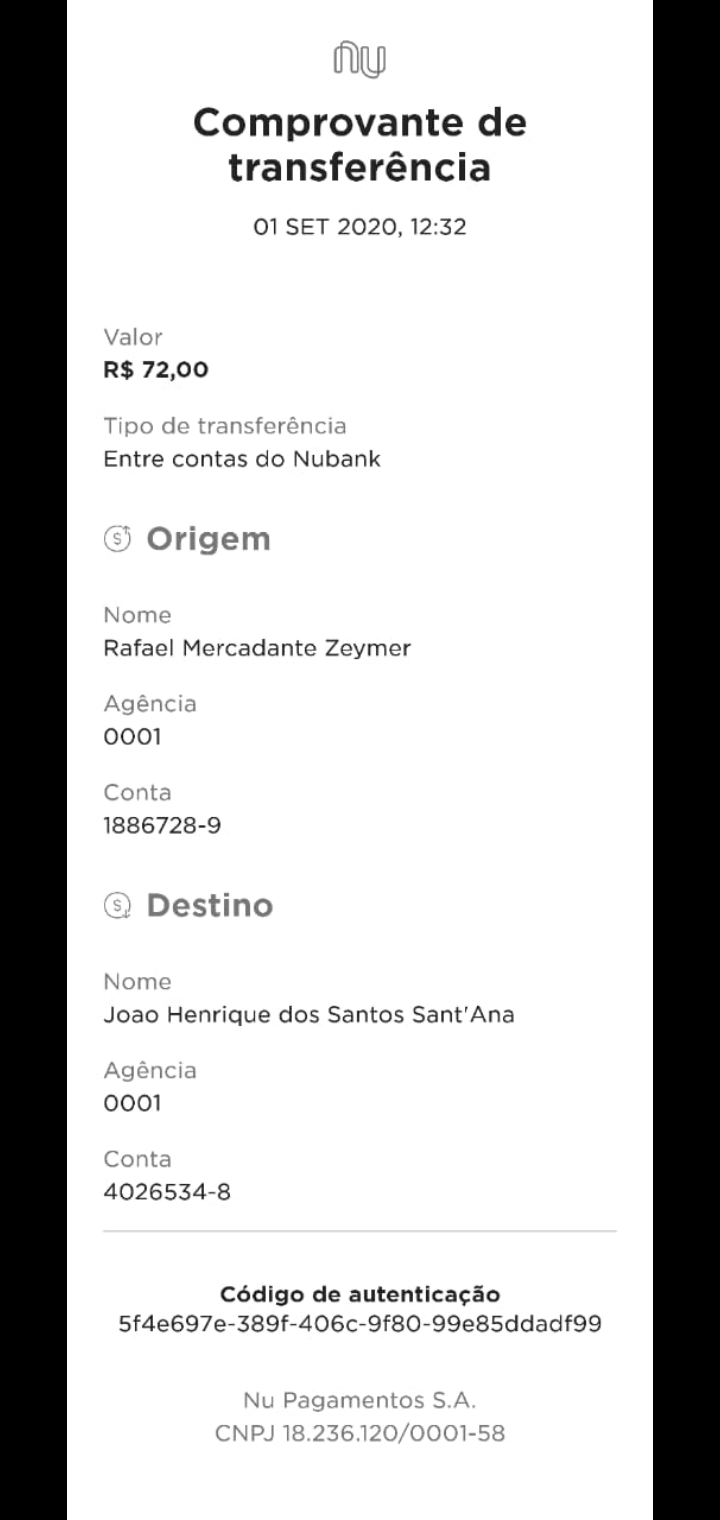 nu
Comprovante de
transferência
01 SET 2020, 12:32
Valor
R$ 72,00
Tipo de transferência
Entre contas do Nubank
Origem
Nome
Rafael Mercadante Zeymer
Agência
0001
Conta
1886728-9
Destino
Nome
Joao Henrique dos Santos Sant'Ana
Agência
0001
Conta
4026534-8
Código de autenticação
5f4e697e-389f-406c-9f80-99e85ddadf99
Nu Pagamentos S.A.
CNPJ 18.236.120/0001-58